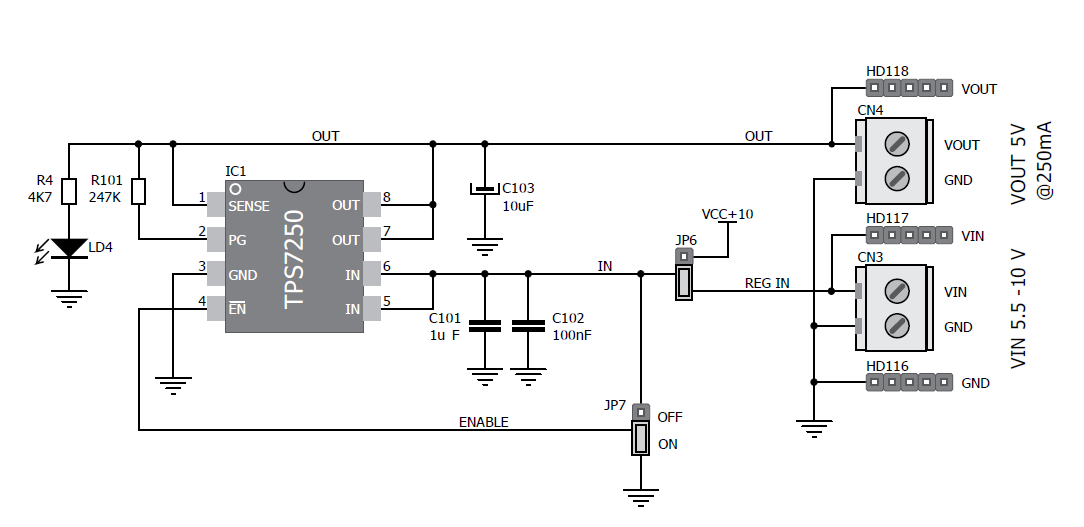 HD118
VOUT
CN4
OUT
OUT
VOUT
GND
VOUT 5V
@250mA
R4
4K7
R101
247K
IC1
1
SENSE
OUT
8
2
PG
OUT
7
3
GND
IN
6
4
EN
IN
5
TPS7250
LD4
C103
10uF
VCC+10
JP6
IN
REG IN
HD117
VIN
CN3
VIN
GND
VIN 5.5 -10 V
C101
1u F
C102
100nF
HD116
GND
JP7
OFF
ON
ENABLE